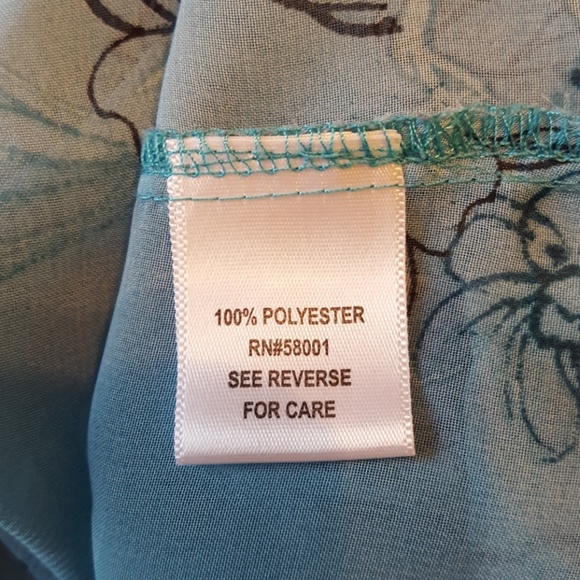 100% POLYESTER
RN#58001
SEE REVERSE
FOR CARE